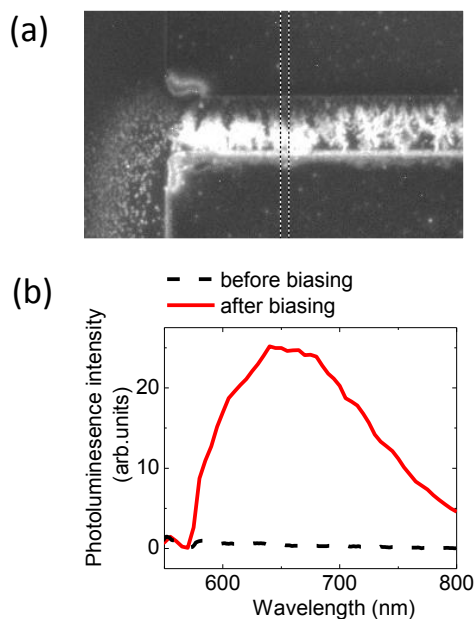 (a)
(b)
before biasing
after biasing
Photoluminesence intensity
(arb.units)
20
10
0
600
700
800
Wavelength (nm)